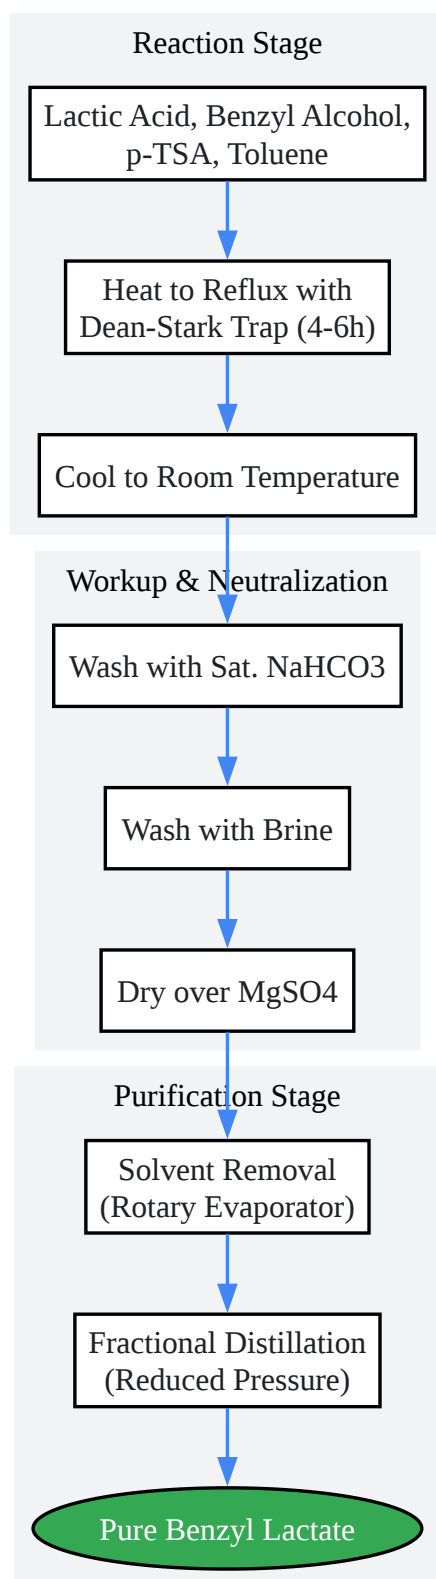 Reaction Stage
Lactic Acid, Benzyl Alcohol,
p-TSA, Toluene
Heat to Reflux with
Dean-Stark Trap (4-6h)
Cool to Room Temperature
Workup & Neutralization
Wash with Sat. NaHCO3
Wash with Brine
Dry over MgSO4
Purification Stage
Solvent Removal
(Rotary Evaporator)
Fractional Distillation
(Reduced Pressure)
Pure Benzyl Lactate